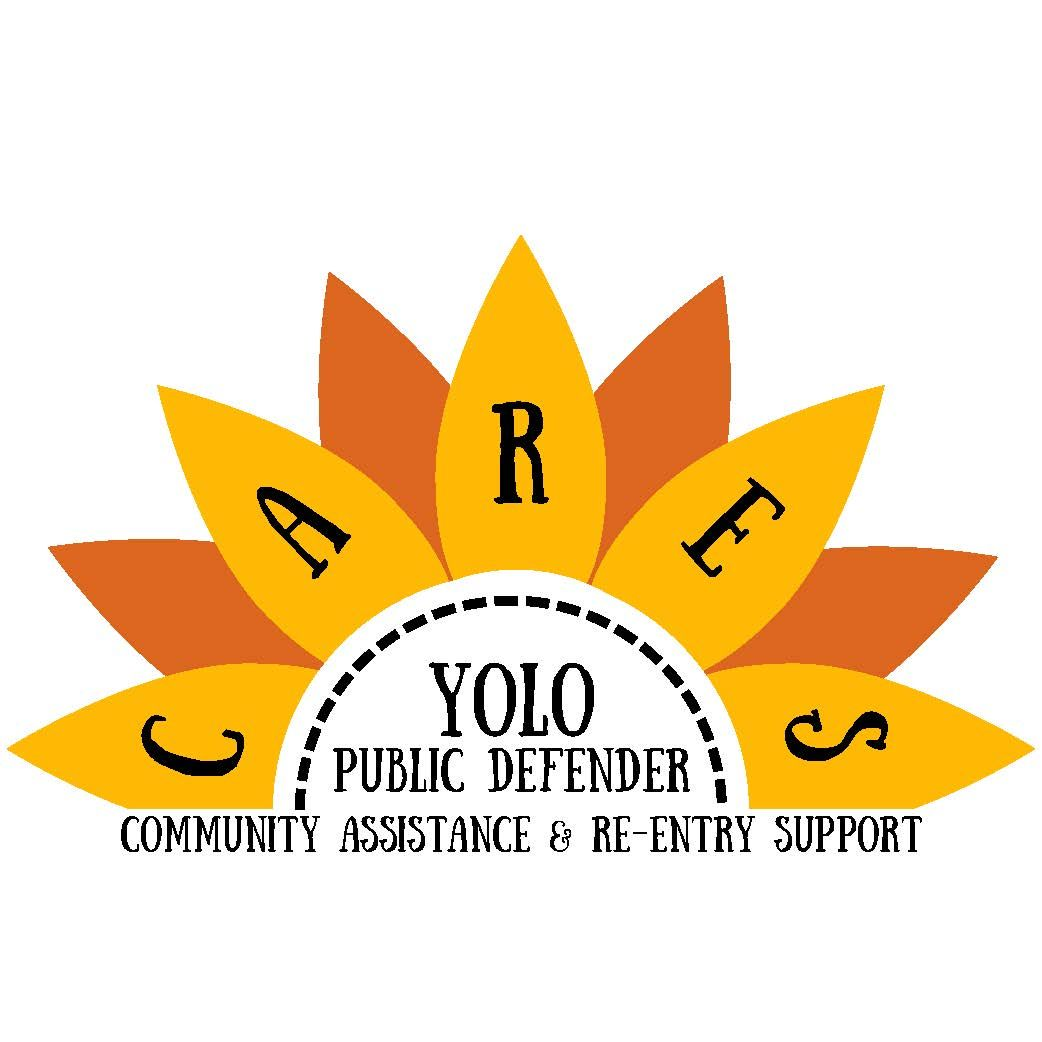 CARES
YOLO
PUBLIC DEFENDER
COMMUNITY ASSISTANCE & RE-ENTRY SUPPORT